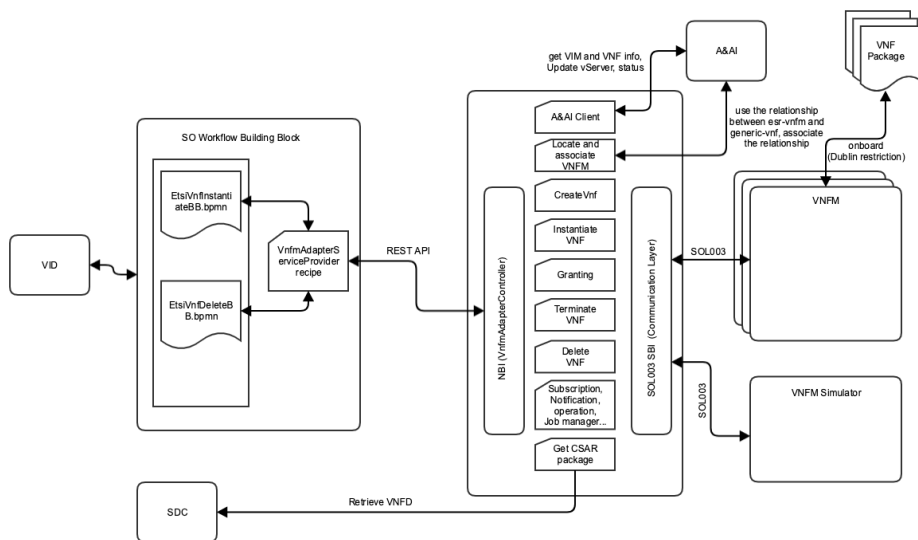 A&AI
VNF
Package
get VIM and VNF info,
Update vServer, status
use the relationship
between esr-vnfm and
generic-vnf, associate
the relationship
onboard
(Dublin restriction)
SO Workflow Building Block
EtsiVnfInstanti
ateBB.bpmn
EtsiVnfDeleteB
B.bpmn
VnfmAdapterS
erviceProvider
recipe
VID
REST API
NBI (VnfmAdapterController)
A&AI Client
Locate and
associate
VNFM
CreateVnf
Instantiate
VNF
Granting
Terminate
VNF
Delete
VNF
Subscription,
Notification,
operation,
Job manager...
Get CSAR
package
SOL003 SBI (Communication Layer)
SOL003
VNFM
SOL003
VNFM Simulator
Retrieve VNFD
SDC